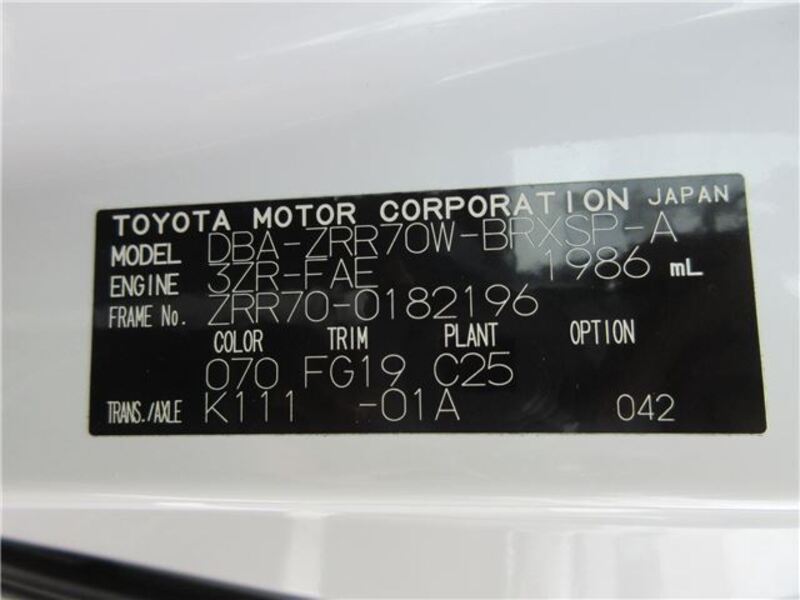 TOYOTA MOTOR CORPORATION JAPAN
MODEL DBA-ZRR70W-BRXSP-A
ENGINE 3ZR-FAE 1986 mL
FRAME No. ZRR70-0182196
COLOR TRIM PLANT OPTION
070 FG19 C25
TRANS./AXLE K111 -01A 042